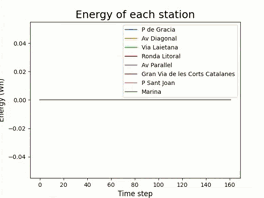 Energy of each station
P de Gracia
Av Diagonal
Via Laietana
Ronda Litoral
Av Parallel
Gran Via de les Corts Catalanes
P Sant Joan
Marina
0.04
0.02
0.00
−0.02
−0.04
Energy (Wh)
0 20 40 60 80 100 120 140 160
Time step